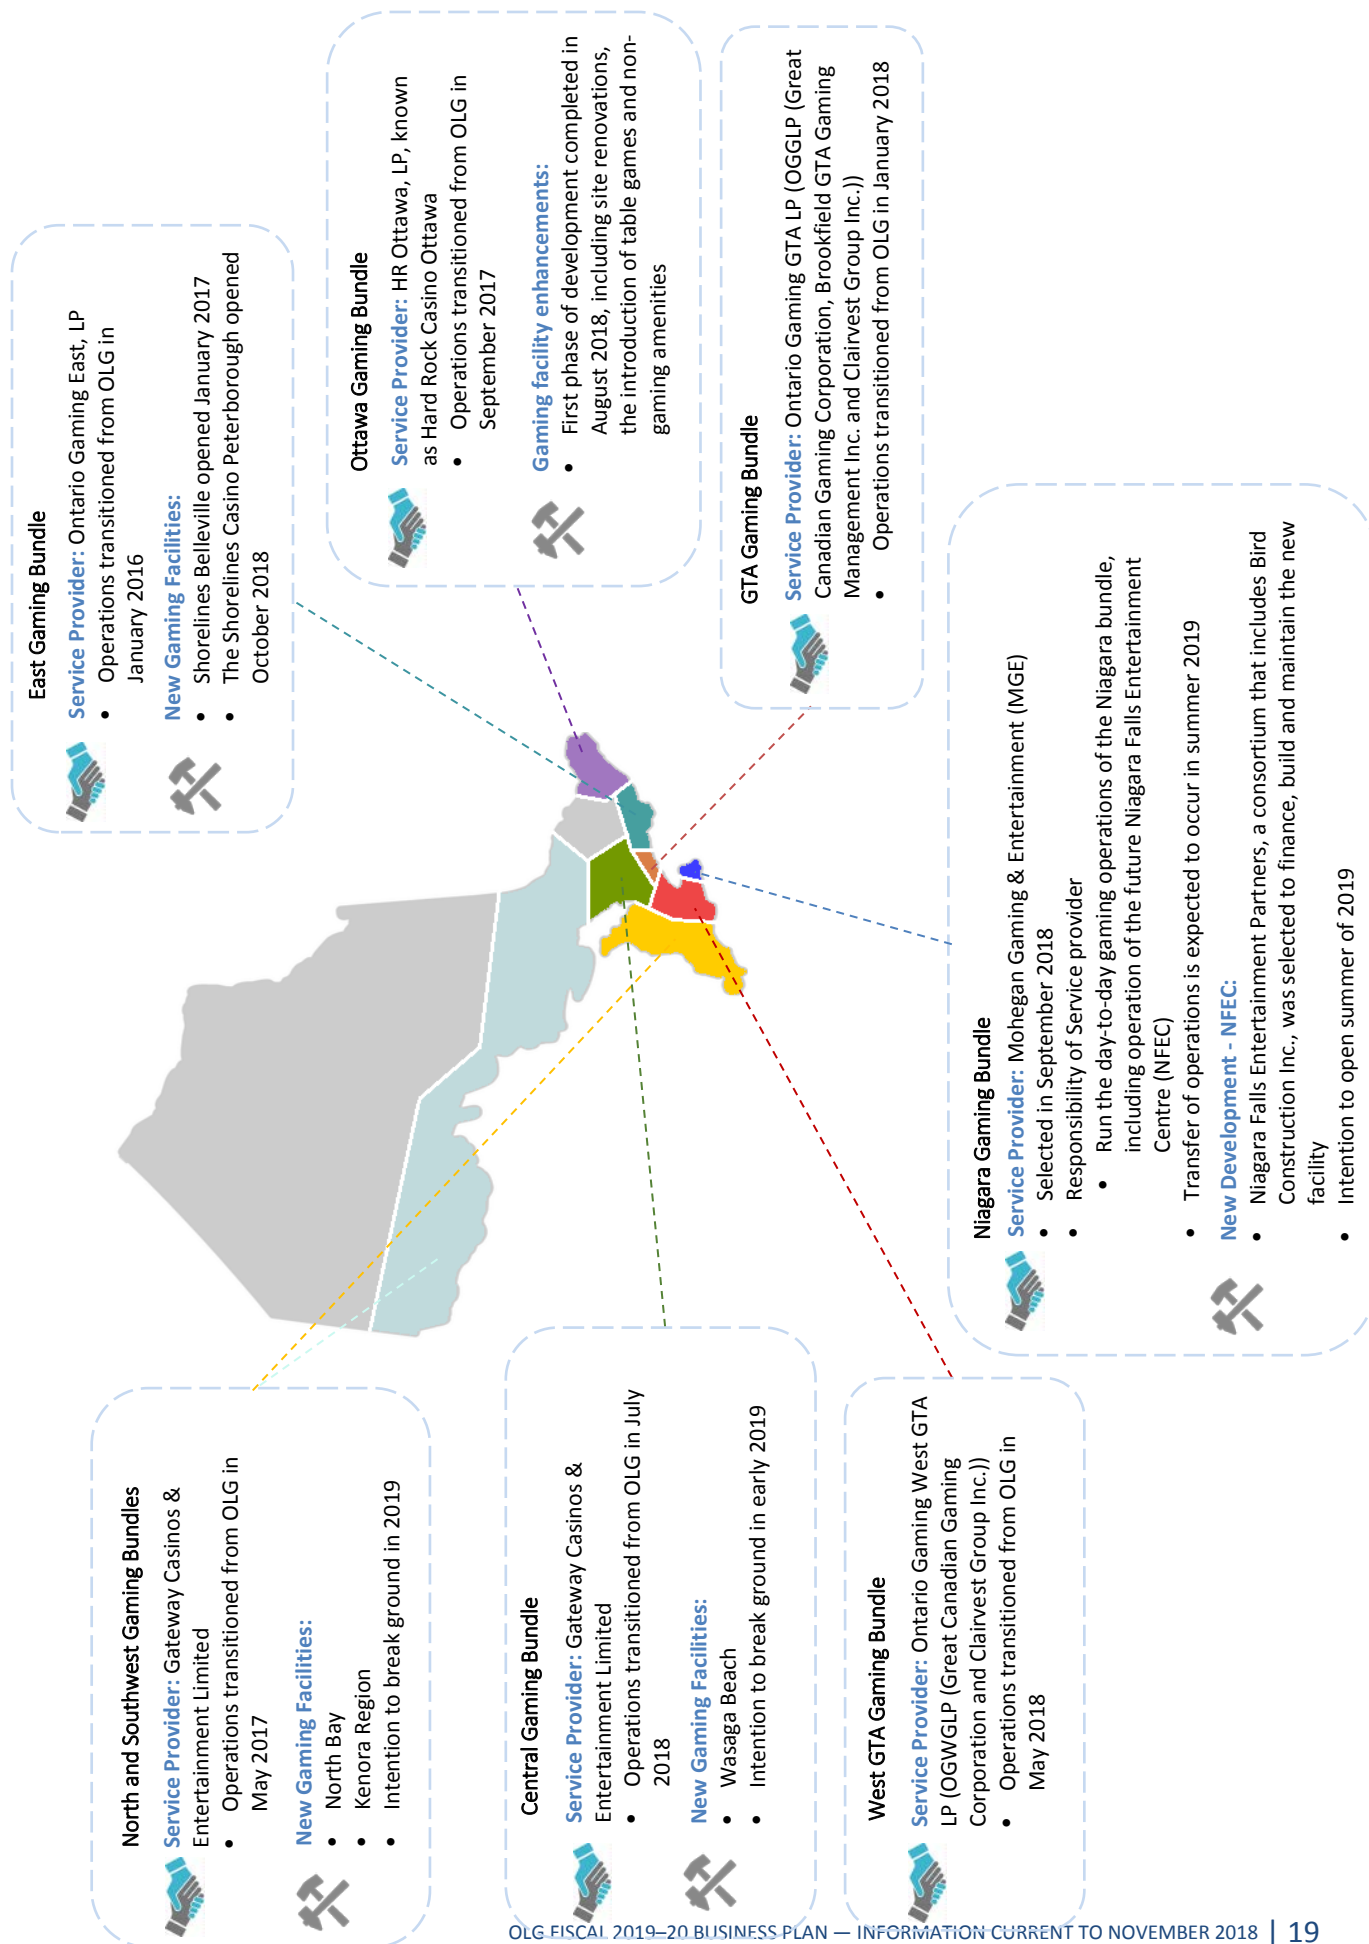 North and Southwest Gaming Bundles
Service Provider: Gateway Casinos &
Entertainment Limited
• Operations transitioned from OLG in
May 2017
New Gaming Facilities:
• North Bay
• Kenora Region
• Intention to break ground in 2019
Central Gaming Bundle
Service Provider: Gateway Casinos &
Entertainment Limited
• Operations transitioned from OLG in July
2018
New Gaming Facilities:
• Wasaga Beach
• Intention to break ground in early 2019
West GTA Gaming Bundle
Service Provider: Ontario Gaming West GTA
LP (OGWGLP (Great Canadian Gaming
Corporation and Clairvest Group Inc.))
• Operations transitioned from OLG in
May 2018
East Gaming Bundle
Service Provider: Ontario Gaming East, LP
• Operations transitioned from OLG in
January 2016
New Gaming Facilities:
• Shorelines Belleville opened January 2017
• The Shorelines Casino Peterborough opened
October 2018
Ottawa Gaming Bundle
Service Provider: HR Ottawa, LP, known
as Hard Rock Casino Ottawa
• Operations transitioned from OLG in
September 2017
Gaming facility enhancements:
• First phase of development completed in
August 2018, including site renovations,
the introduction of table games and non-
gaming amenities
GTA Gaming Bundle
Service Provider: Ontario Gaming GTA LP (OGGLP (Great
Canadian Gaming Corporation, Brookfield GTA Gaming
Management Inc. and Clairvest Group Inc.))
• Operations transitioned from OLG in January 2018
Niagara Gaming Bundle
Service Provider: Mohegan Gaming & Entertainment (MGE)
• Selected in September 2018
• Responsibility of Service provider
• Run the day-to-day gaming operations of the Niagara bundle,
including operation of the future Niagara Falls Entertainment
Centre (NFEC)
• Transfer of operations is expected to occur in summer 2019
New Development - NFEC:
• Niagara Falls Entertainment Partners, a consortium that includes Bird
Construction Inc., was selected to finance, build and maintain the new
facility
• Intention to open summer of 2019
OLG FISCAL 2019–20 BUSINESS PLAN — INFORMATION CURRENT TO NOVEMBER 2018 | 19